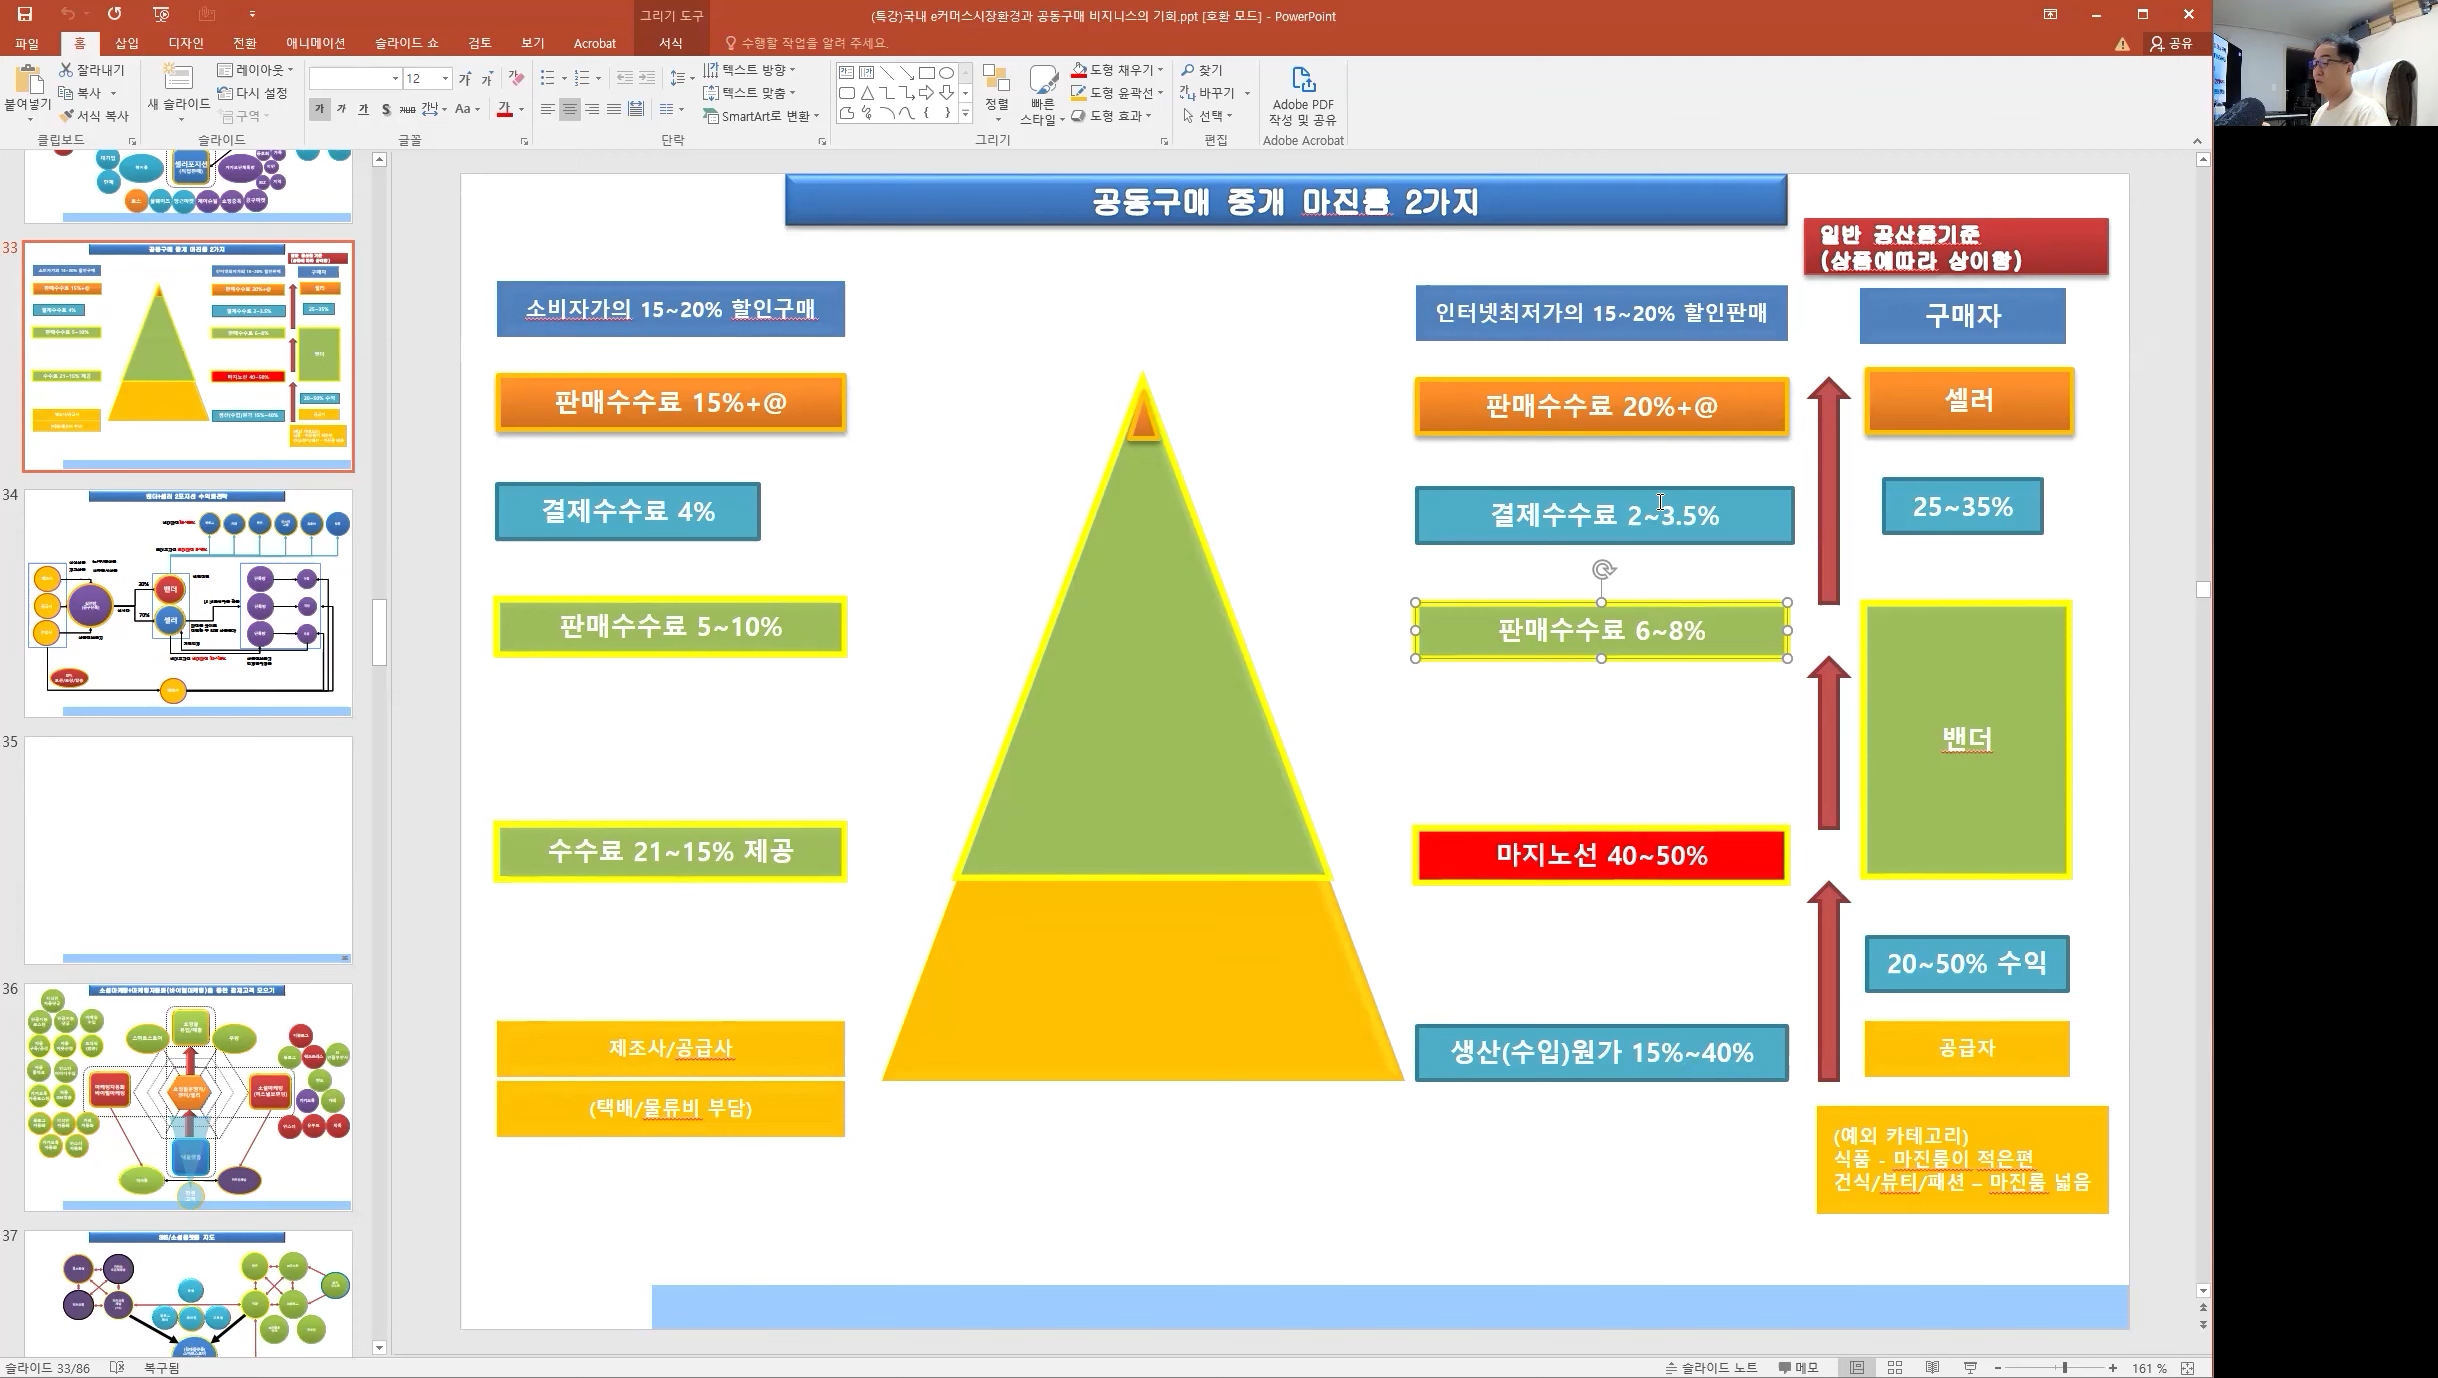 그리기 도구
(특강)국내 e커머스시장환경과 공동구매 비지니스의 기회.ppt [호환 모드] - PowerPoint
파일 홈 삽입 디자인 전환 애니메이션 슬라이드 쇼 검토 보기 Acrobat 서식 수행할 작업을 알려 주세요. 공유
붙여넣기 잘라내기 복사 서식 복사 클립보드
새 슬라이드 레이아웃 다시 설정 구역 슬라이드
12
가 가 가 S 가나 Aa 가
글꼴
텍스트 방향
텍스트 맞춤
SmartArt로 변환
단락
정렬
빠른 스타일
도형 채우기
도형 윤곽선
도형 효과
그리기
찾기
바꾸기
선택
편집
Adobe PDF 작성 및 공유
Adobe Acrobat
33
34
35
36
37
공동구매 중개 마진룸 2가지
일반 공산품기준
(상품에따라 상이함)
소비자가의 15~20% 할인구매
인터넷최저가의 15~20% 할인판매
구매자
판매수수료 15%+@
판매수수료 20%+@
셀러
결제수수료 4%
결제수수료 2~3.5%
25~35%
판매수수료 5~10%
판매수수료 6~8%
밴더
수수료 21~15% 제공
마지노선 40~50%
20~50% 수익
제조사/공급사
(택배/물류비 부담)
생산(수입)원가 15%~40%
공급자
(예외 카테고리)
식품 - 마진룸이 적은편
건식/뷰티/패션 – 마진룸 넓음
슬라이드 33/86 복구됨 슬라이드 노트 메모 161 %